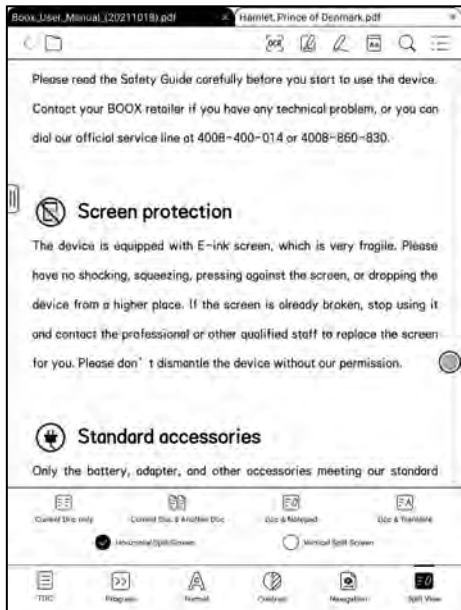 Boox_User_Manual_(20211018).pdf × Hamlet, Prince of Denmark.pdf
OCR Aa
Please read the Safety Guide carefully before you start to use the device.
Contact your BOOX retailer if you have any technical problem, or you can
dial our official service line at 4008-400-014 or 4008-860-830.
Screen protection
The device is equipped with E-ink screen, which is very fragile. Please
have no shocking, squeezing, pressing against the screen, or dropping the
device from a higher place. If the screen is already broken, stop using it
and contact the professional or other qualified staff to replace the screen
for you. Please don' t dismantle the device without our permission.
Standard accessories
Only the battery, adapter, and other accessories meeting our standard
Current Doc only Current Doc & Another Doc Doc & Notepad Doc & Translate
Horizontal Split-Screen Vertical Split-Screen
TOC Progress Format Contrast Navigation Split View